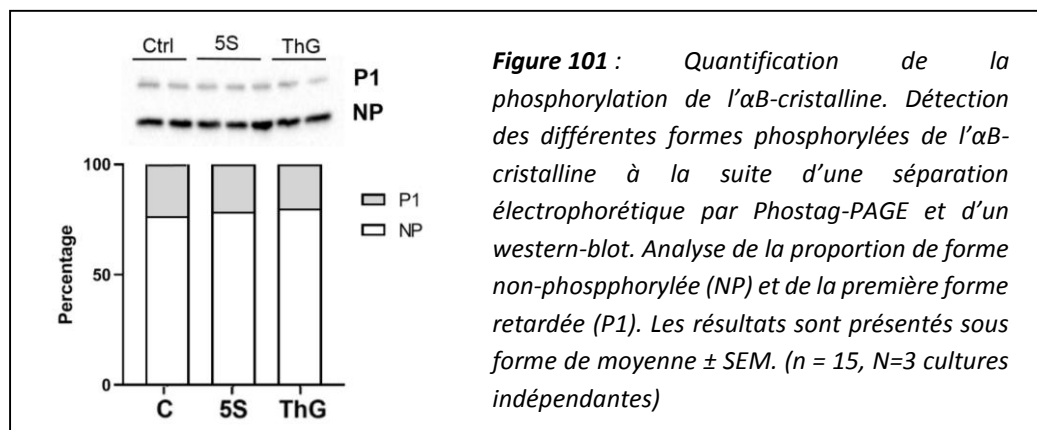 Ctrl 5S ThG
P1
NP
100
50
0
Percentage
P1
NP
C 5S ThG
Figure 101 : Quantification de la
phosphorylation de l'αB-cristalline. Détection
des différentes formes phosphorylées de l'αB-
cristalline à la suite d'une séparation
électrophorétique par Phostag-PAGE et d'un
western-blot. Analyse de la proportion de forme
non-phospphorylée (NP) et de la première forme
retardée (P1). Les résultats sont présentés sous
forme de moyenne ± SEM. (n = 15, N=3 cultures
indépendantes)